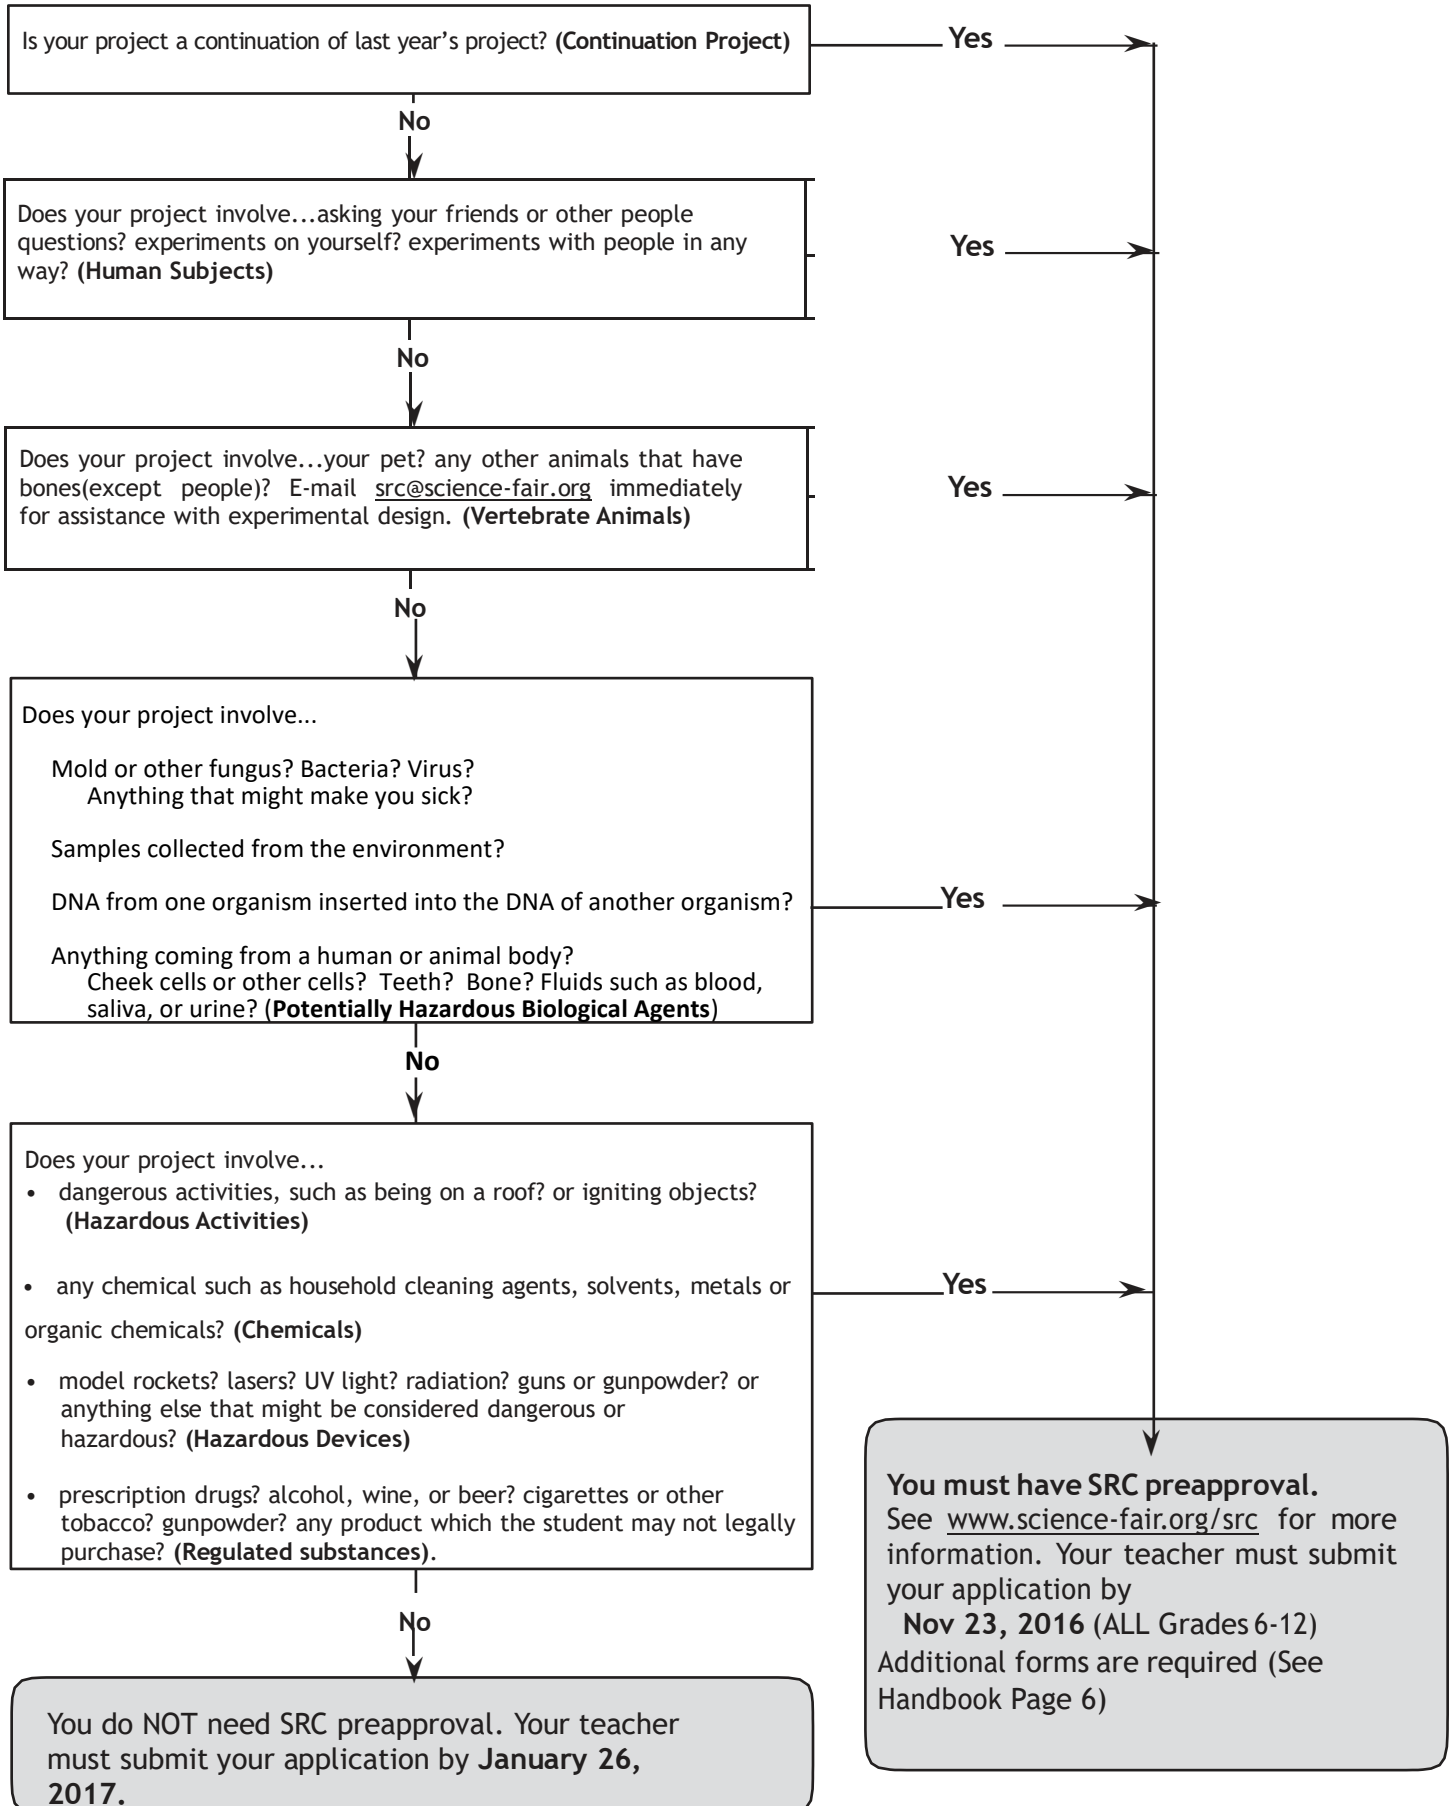 Is your project a continuation of last year's project? (Continuation Project)
Yes
No
Does your project involve...asking your friends or other people
questions? experiments on yourself? experiments with people in any
way? (Human Subjects)
Yes
No
Does your project involve...your pet? any other animals that have
bones(except people)? E-mail src@science-fair.org immediately
for assistance with experimental design. (Vertebrate Animals)
Yes
No
Does your project involve...
Mold or other fungus? Bacteria? Virus?
Anything that might make you sick?
Samples collected from the environment?
DNA from one organism inserted into the DNA of another organism?
Yes
Anything coming from a human or animal body?
Cheek cells or other cells? Teeth? Bone? Fluids such as blood,
saliva, or urine? (Potentially Hazardous Biological Agents)
No
Does your project involve...
• dangerous activities, such as being on a roof? or igniting objects?
(Hazardous Activities)
• any chemical such as household cleaning agents, solvents, metals or
organic chemicals? (Chemicals)
Yes
• model rockets? lasers? UV light? radiation? guns or gunpowder? or
anything else that might be considered dangerous or
hazardous? (Hazardous Devices)
• prescription drugs? alcohol, wine, or beer? cigarettes or other
tobacco? gunpowder? any product which the student may not legally
purchase? (Regulated substances).
No
You do NOT need SRC preapproval. Your teacher
must submit your application by January 26,
2017.
You must have SRC preapproval.
See www.science-fair.org/src for more
information. Your teacher must submit
your application by
Nov 23, 2016 (ALL Grades 6-12)
Additional forms are required (See
Handbook Page 6)